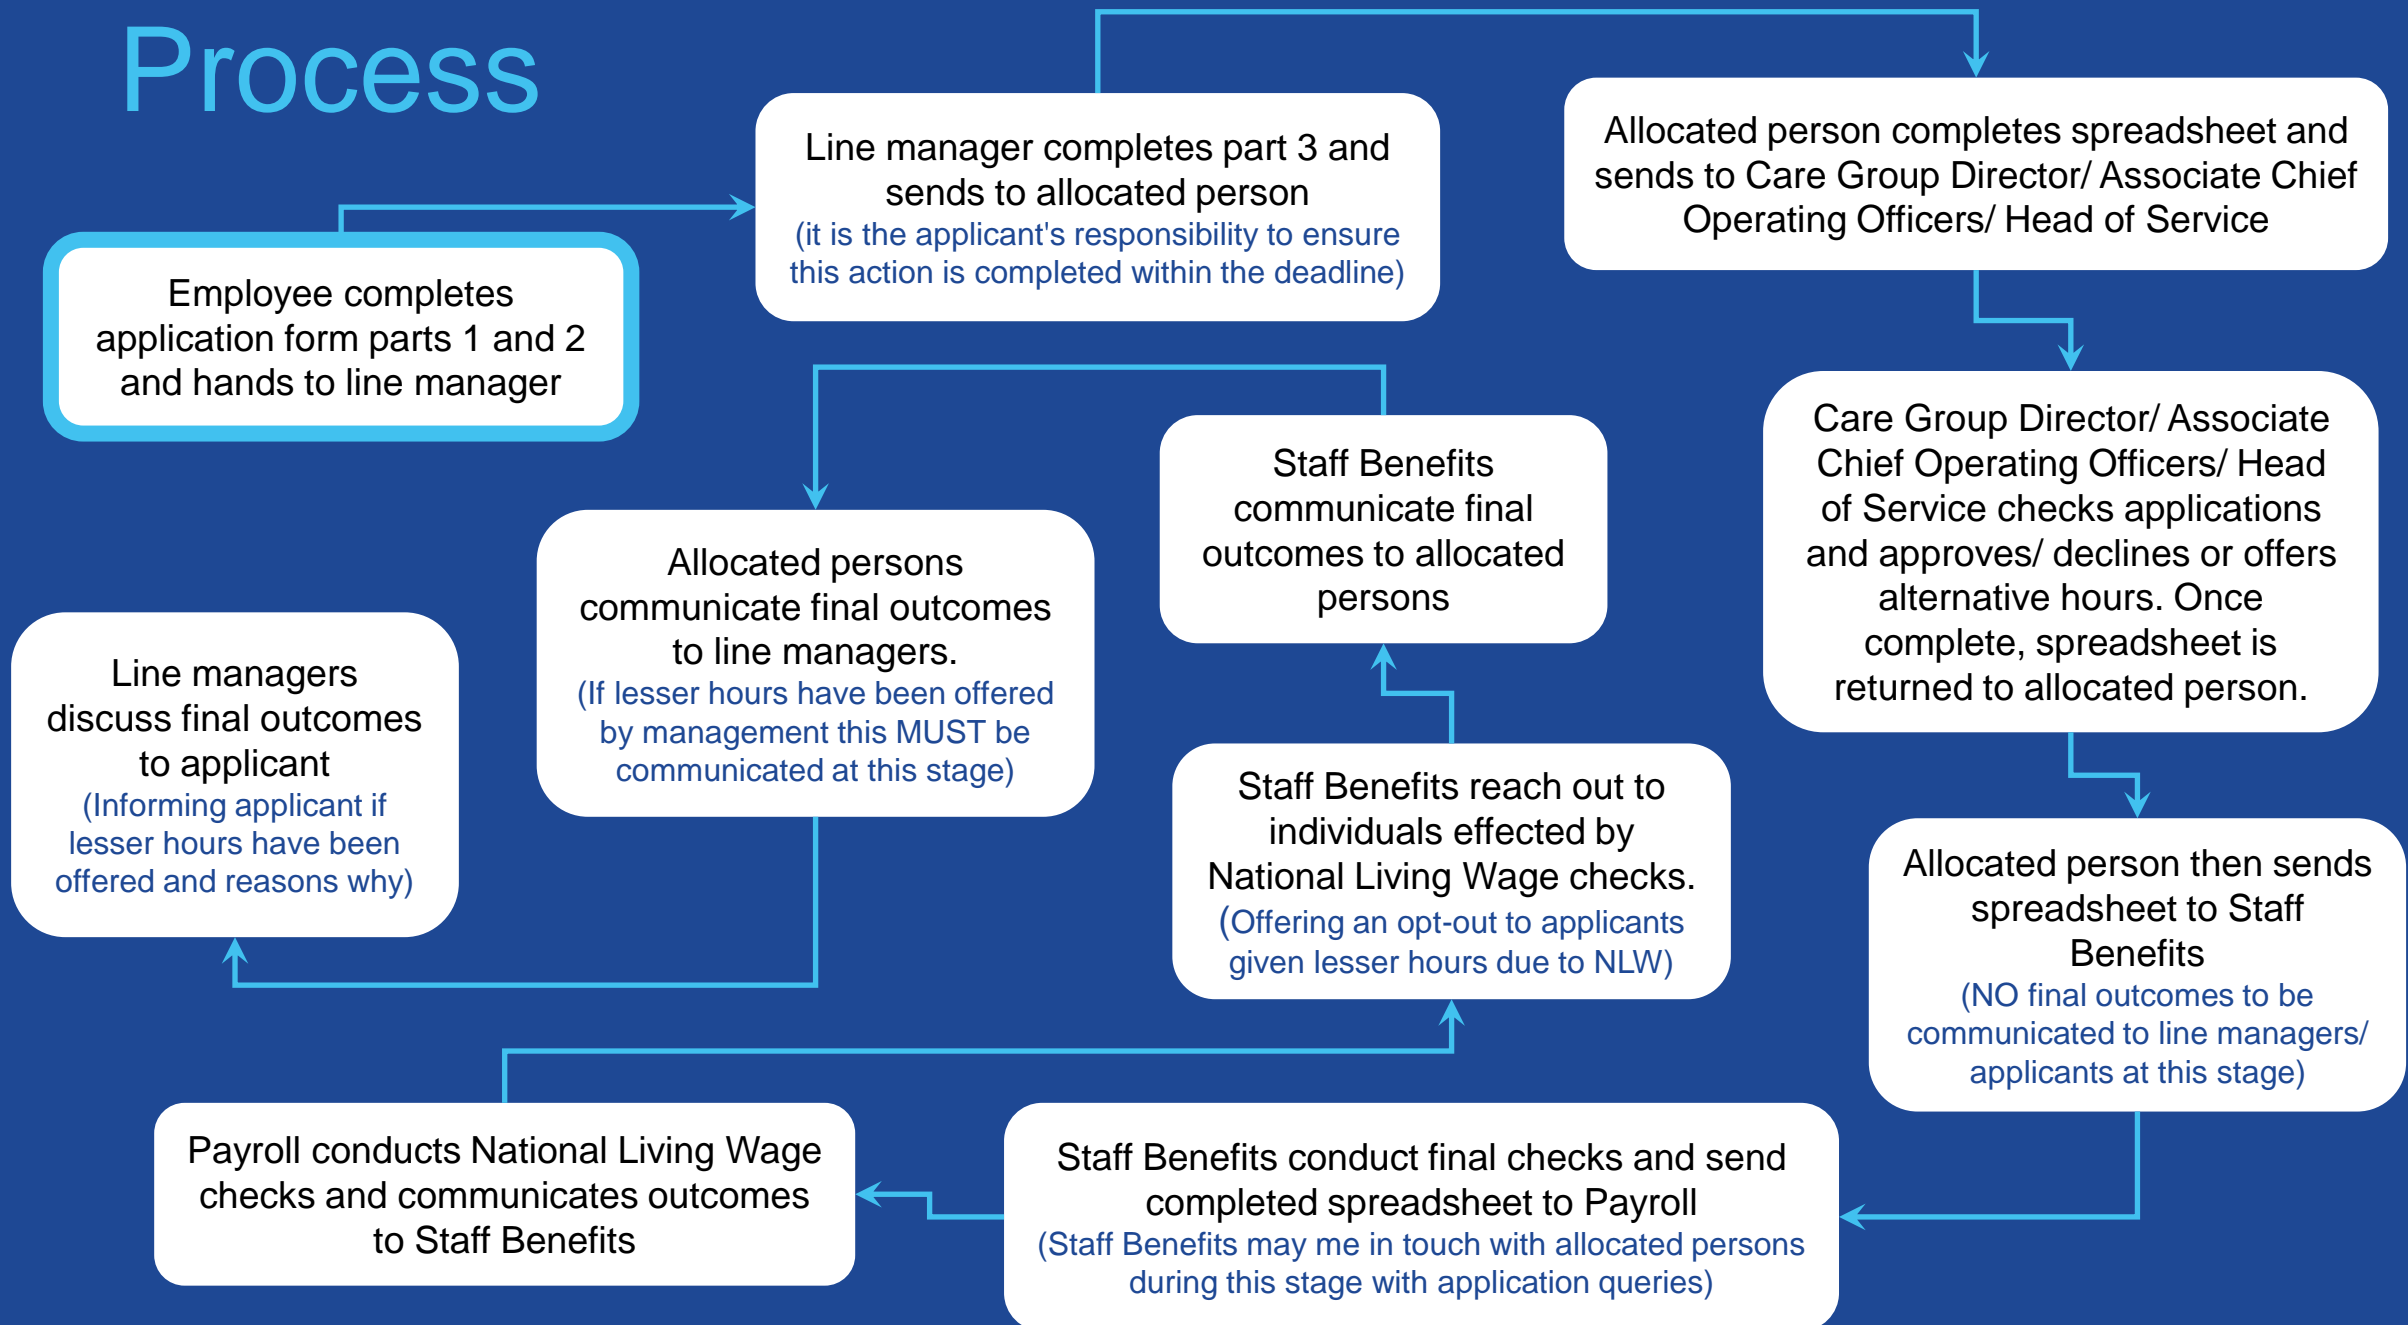 Process
Employee completes
application form parts 1 and 2
and hands to line manager
Line manager completes part 3 and
sends to allocated person
(it is the applicant's responsibility to ensure
this action is completed within the deadline)
Allocated person completes spreadsheet and
sends to Care Group Director/ Associate Chief
Operating Officers/ Head of Service
Care Group Director/ Associate
Chief Operating Officers/ Head
of Service checks applications
and approves/ declines or offers
alternative hours. Once
complete, spreadsheet is
returned to allocated person.
Allocated person then sends
spreadsheet to Staff
Benefits
(NO final outcomes to be
communicated to line managers/
applicants at this stage)
Staff Benefits conduct final checks and send
completed spreadsheet to Payroll
(Staff Benefits may me in touch with allocated persons
during this stage with application queries)
Payroll conducts National Living Wage
checks and communicates outcomes
to Staff Benefits
Staff Benefits reach out to
individuals effected by
National Living Wage checks.
(Offering an opt-out to applicants
given lesser hours due to NLW)
Staff Benefits
communicate final
outcomes to allocated
persons
Allocated persons
communicate final outcomes
to line managers.
(If lesser hours have been offered
by management this MUST be
communicated at this stage)
Line managers
discuss final outcomes
to applicant
(Informing applicant if
lesser hours have been
offered and reasons why)